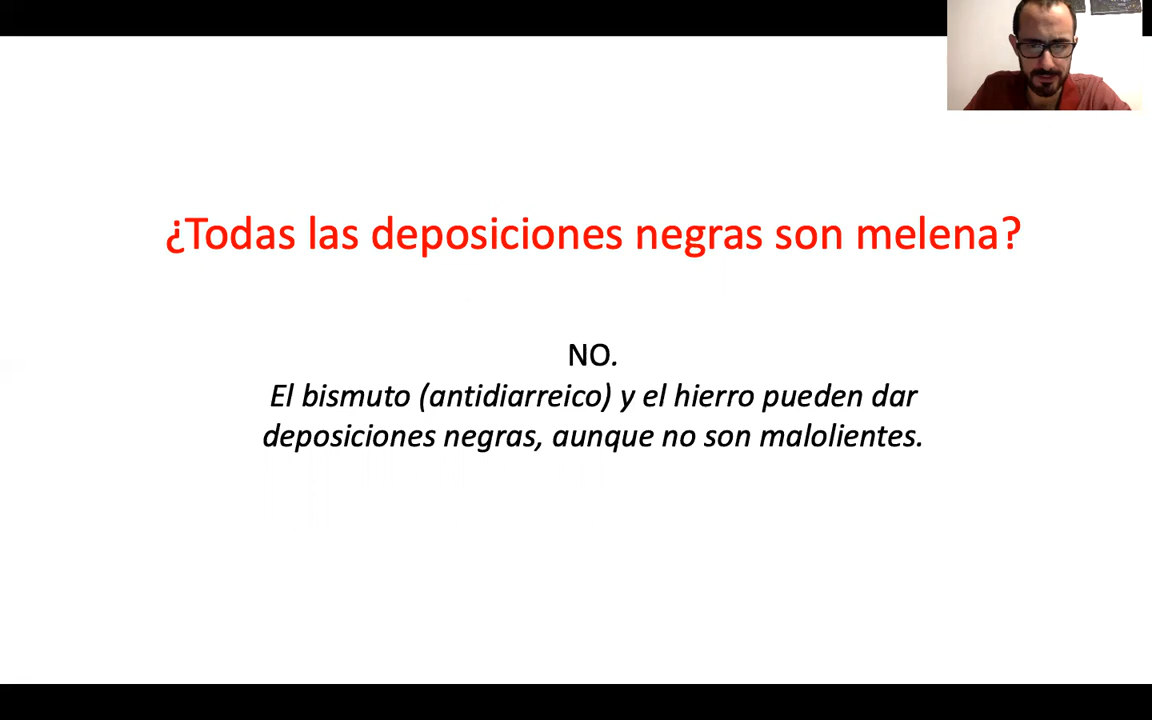 ¿Todas las deposiciones negras son melena?
NO.
El bismuto (antidiarreico) y el hierro pueden dar
deposiciones negras, aunque no son malolientes.